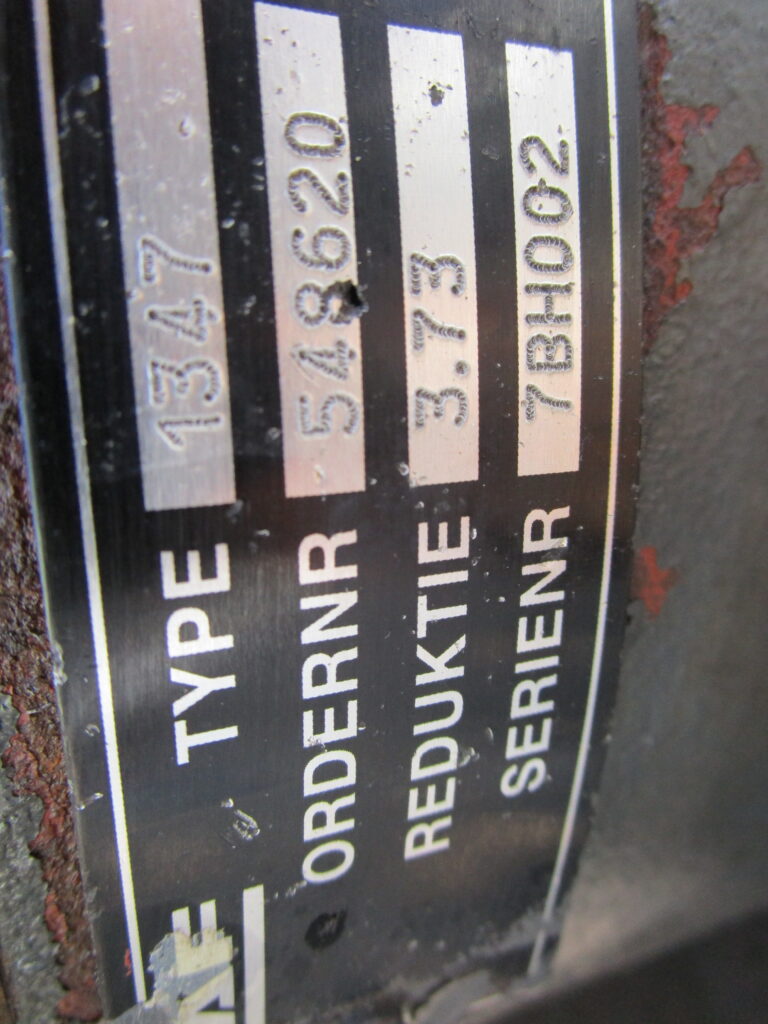 TYPE 1347
ORDERNR 548620
REDUKTIE 3.73
SERIENR 7BH002